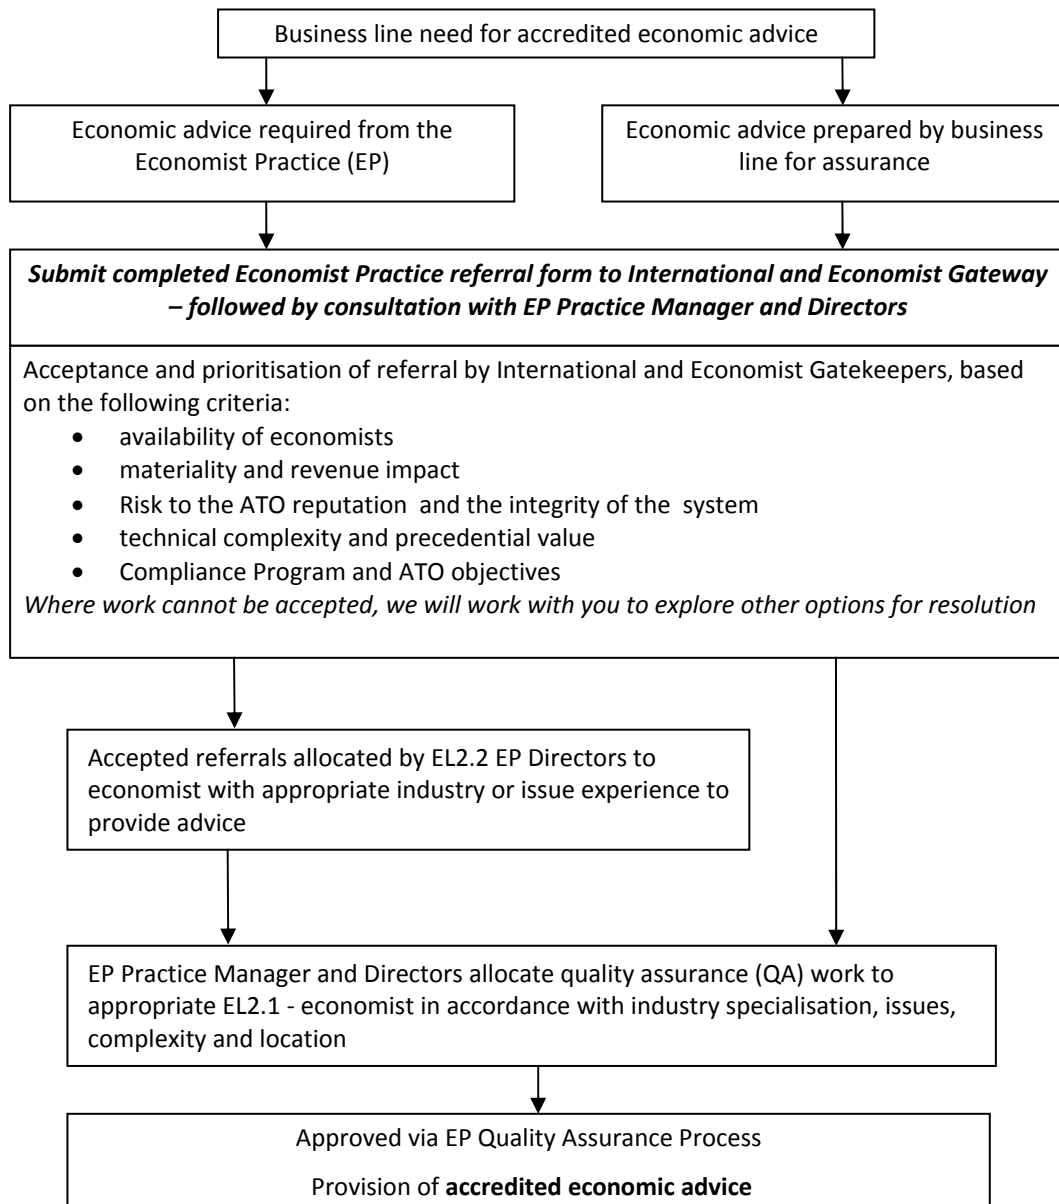 Business line need for accredited economic advice
Economic advice required from the
Economist Practice (EP)
Economic advice prepared by business
line for assurance
Submit completed Economist Practice referral form to International and Economist Gateway
– followed by consultation with EP Practice Manager and Directors
Acceptance and prioritisation of referral by International and Economist Gatekeepers, based
on the following criteria:
• availability of economists
• materiality and revenue impact
• Risk to the ATO reputation and the integrity of the system
• technical complexity and precedential value
• Compliance Program and ATO objectives
Where work cannot be accepted, we will work with you to explore other options for resolution
Accepted referrals allocated by EL2.2 EP Directors to
economist with appropriate industry or issue experience to
provide advice
EP Practice Manager and Directors allocate quality assurance (QA) work to
appropriate EL2.1 - economist in accordance with industry specialisation, issues,
complexity and location
Approved via EP Quality Assurance Process
Provision of accredited economic advice